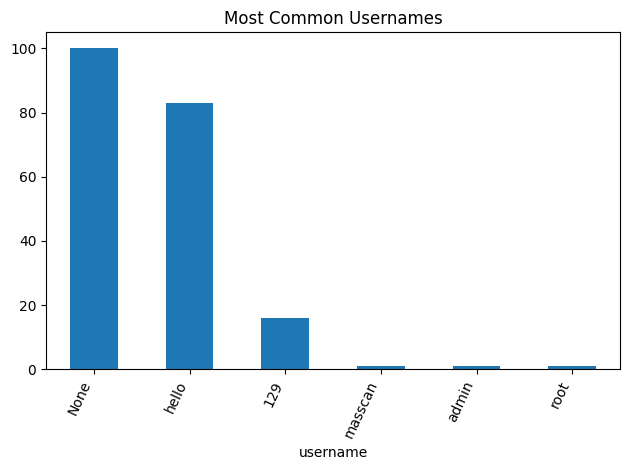 Most Common Usernames
100
80
60
40
20
0
None
hello
129
masscan
admin
root
username